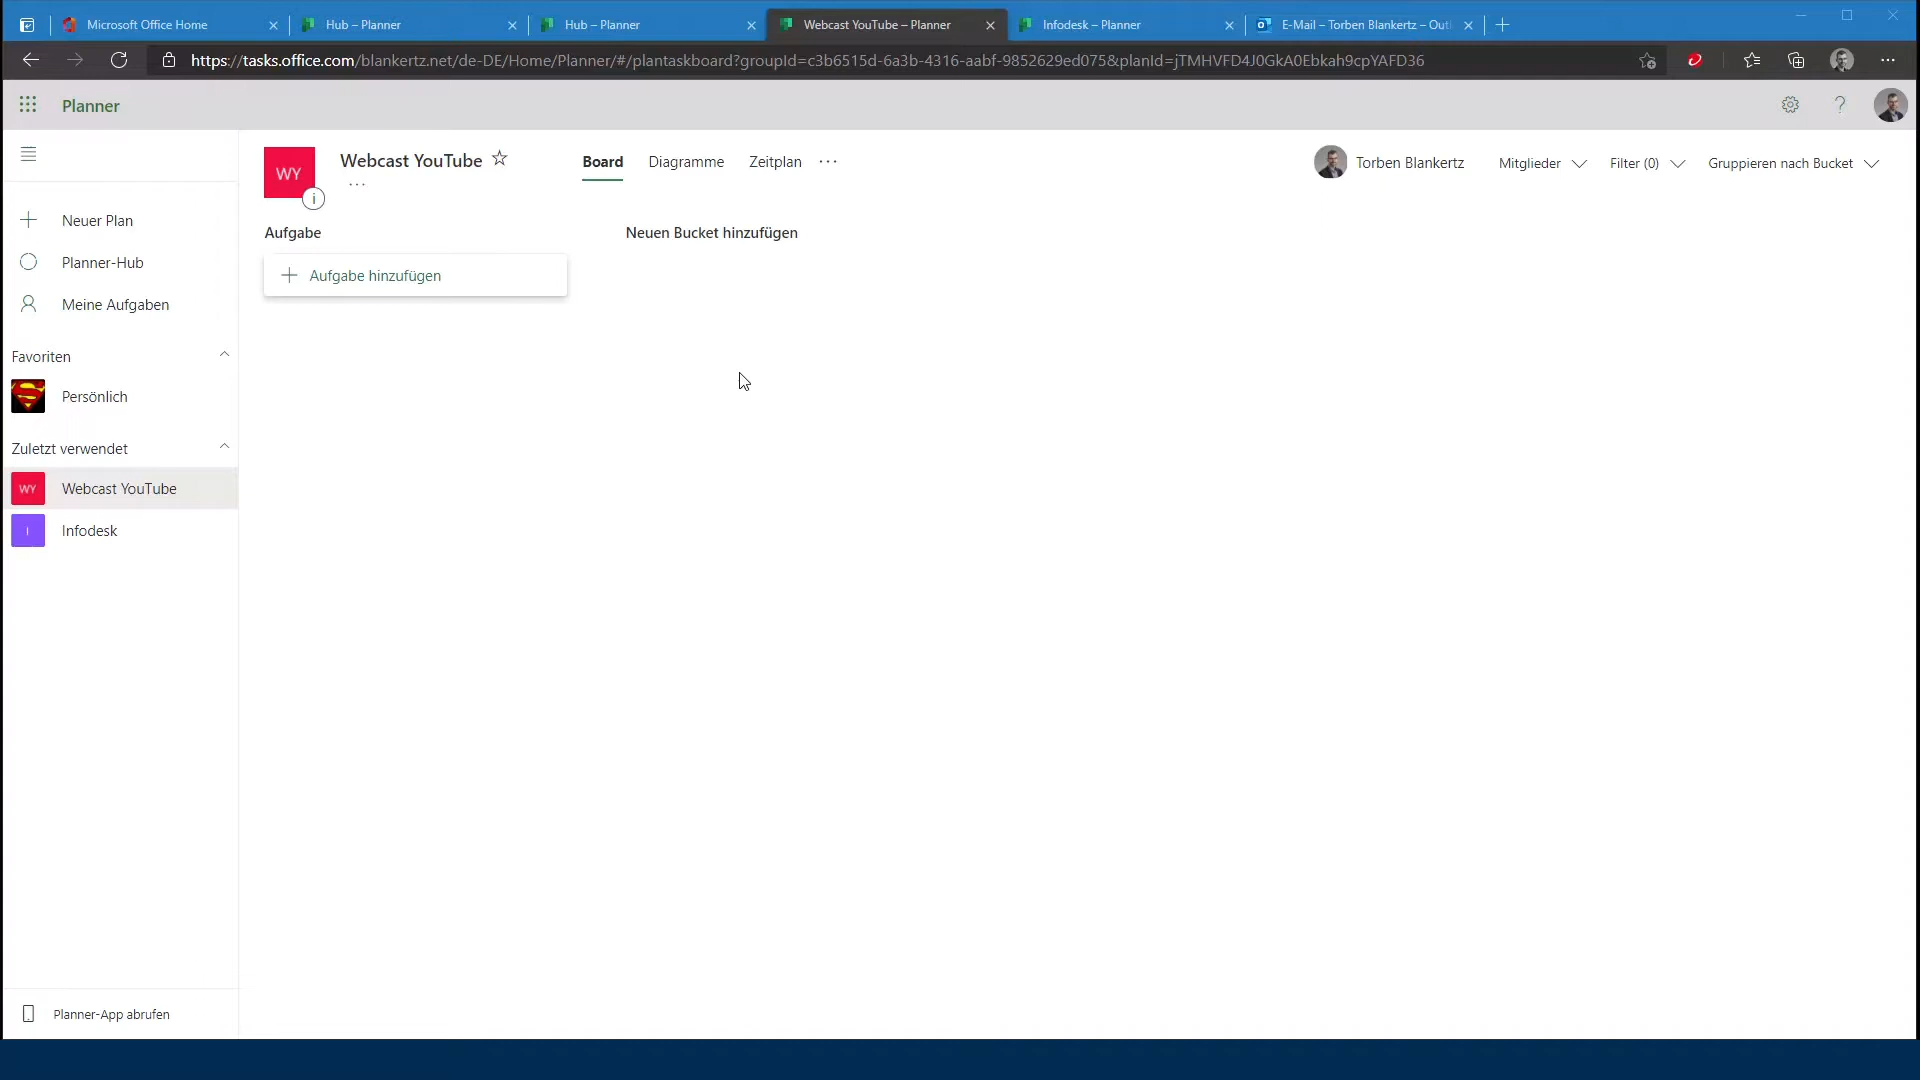 Microsoft Office Home
Hub – Planner
Hub – Planner
Webcast YouTube – Planner
Infodesk – Planner
E-Mail – Torben Blankertz – Outl
https://tasks.office.com/blankertz.net/de-DE/Home/Planner/#/plantaskboard?groupId=c3b6515d-6a3b-4316-aabf-9852629ed075&planId=jTMHVFD4J0GkA0Ebkah9cpYAFD36
Planner
WY
Webcast YouTube
Board
Diagramme
Zeitplan
Torben Blankertz
Mitglieder
Filter (0)
Gruppieren nach Bucket
Neuer Plan
Planner-Hub
Meine Aufgaben
Favoriten
Persönlich
Zuletzt verwendet
WY
Webcast YouTube
I
Infodesk
Aufgabe
Neuen Bucket hinzufügen
Aufgabe hinzufügen
Planner-App abrufen